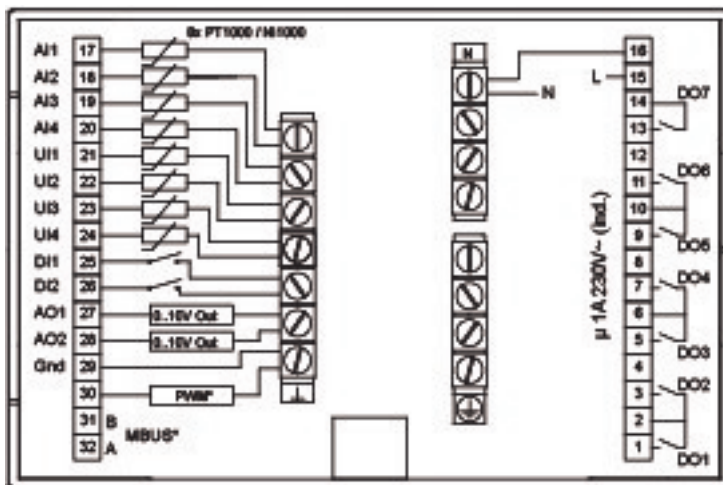 8x PT1000 / NI1000
AI1 17
AI2 18
AI3 19
AI4 20
UI1 21
UI2 22
UI3 23
UI4 24
DI1 25
DI2 26
AO1 27 0..10V Out
AO2 28 0..10V Out
Gnd 29
30 PWM*
31 B
32 A
MBUS*
N
N
L
16
15
14
13
12
11
10
9
8
7
6
5
4
3
2
1
DO7
DO6
DO5
DO4
DO3
DO2
DO1
µ 1A 230V~ (Ind.)